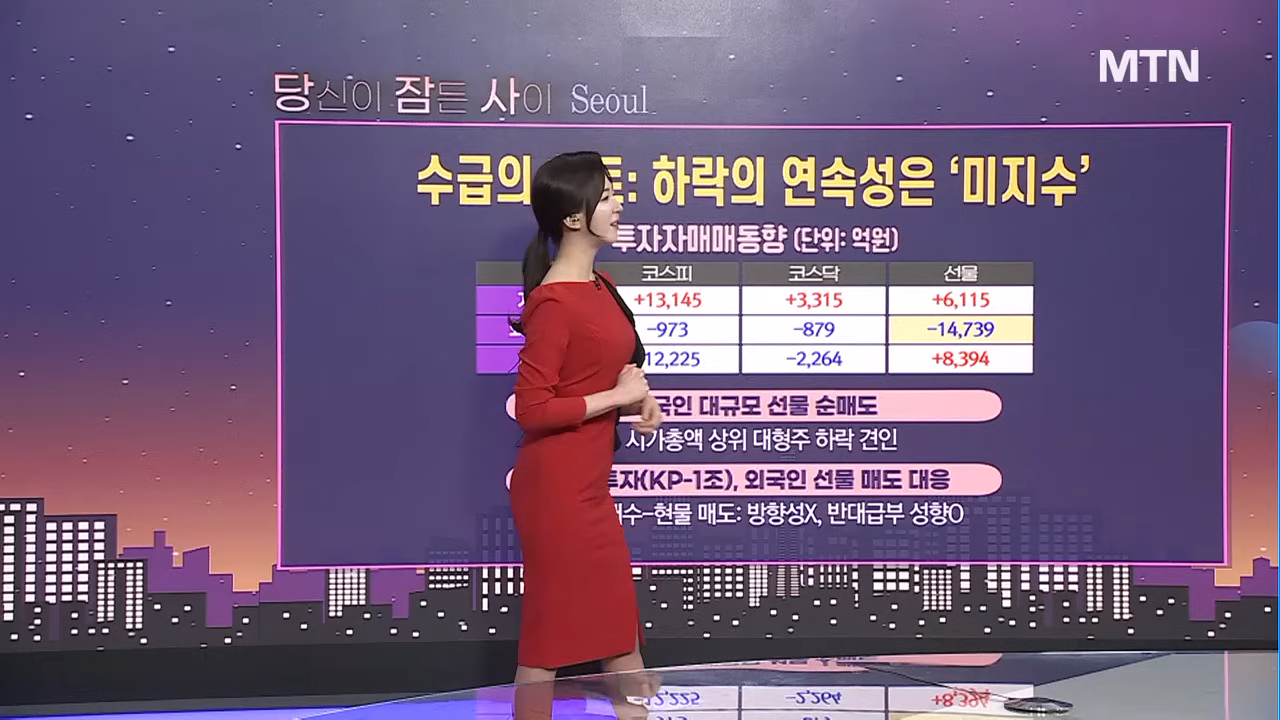 MTN
당신이 잠든 사이 Seoul
수급의 : 하락의 연속성은 ‘미지수’
투자자매매동향 (단위: 억원)
코스피 코스닥 선물
+13,145 +3,315 +6,115
-973 -879 -14,739
12,225 -2,264 +8,394
국인 대규모 선물 순매도
시가총액 상위 대형주 하락 견인
투자(KP-1조), 외국인 선물 매도 대응
매수-현물 매도: 방향성X, 반대급부 성향O